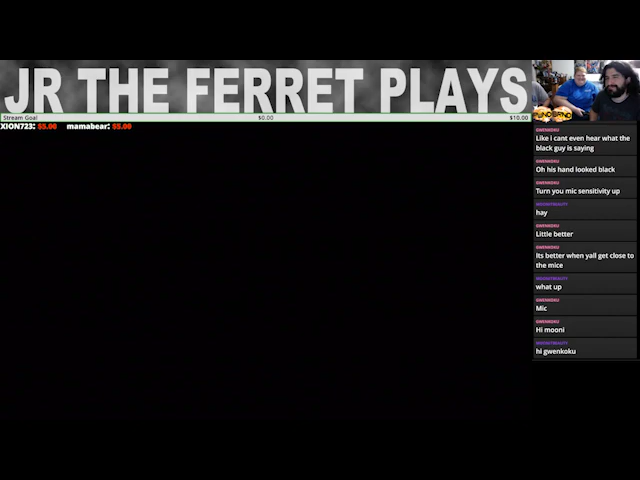 JR THE FERRET PLAYS
Stream Goal $0.00 $10.00
XION723: $5.00 mamabear: $5.00
GWENKOKU
Like i cant even hear what the
black guy is saying
GWENKOKU
Oh his hand looked black
GWENKOKU
Turn you mic sensitivity up
hay
GWENKOKU
Little better
GWENKOKU
Its better when yall get close to
the mice
what up
GWENKOKU
Mic
GWENKOKU
Hi mooni
hi gwenkoku